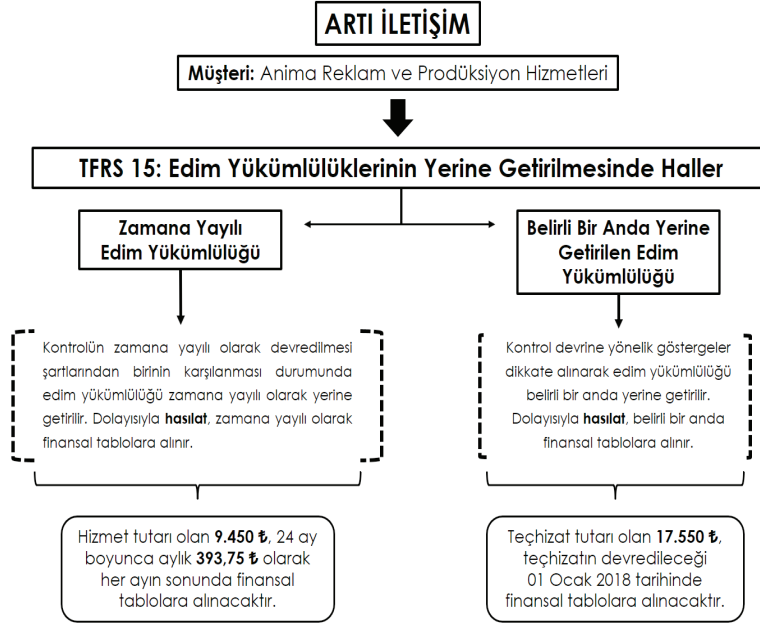 ARTI İLETİŞİM
Müşteri: Anima Reklam ve Prodüksiyon Hizmetleri
TFRS 15: Edim Yükümlülüklerinin Yerine Getirilmesinde Haller
Zamana Yayılı
Edim Yükümlülüğü
Belirli Bir Anda Yerine
Getirilen Edim
Yükümlülüğü
Kontrolün zamana yayılı olarak devredilmesi
şartlarından birinin karşılanması durumunda
edim yükümlülüğü zamana yayılı olarak yerine
getirilir. Dolayısıyla hasılat, zamana yayılı olarak
finansal tablolara alınır.
Kontrol devrine yönelik göstergeler
dikkate alınarak edim yükümlülüğü
belirli bir anda yerine getirilir.
Dolayısıyla hasılat, belirli bir anda
finansal tablolara alınır.
Hizmet tutarı olan 9.450 ₺, 24 ay
boyunca aylık 393,75 ₺ olarak
her ayın sonunda finansal
tablolara alınacaktır.
Teçhizat tutarı olan 17.550 ₺,
teçhizatın devredileceği
01 Ocak 2018 tarihinde
finansal tablolara alınacaktır.